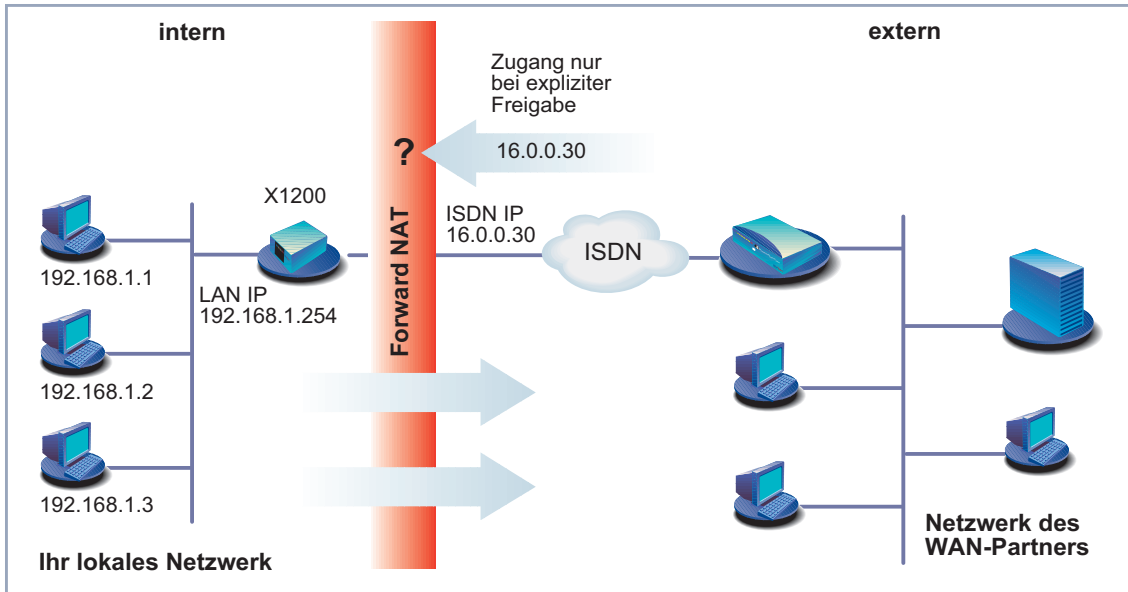 intern
extern
Zugang nur
bei expliziter
Freigabe
?
16.0.0.30
X1200
Forward NAT
ISDN IP
16.0.0.30
ISDN
192.168.1.1
LAN IP
192.168.1.254
192.168.1.2
192.168.1.3
Ihr lokales Netzwerk
Netzwerk des
WAN-Partners